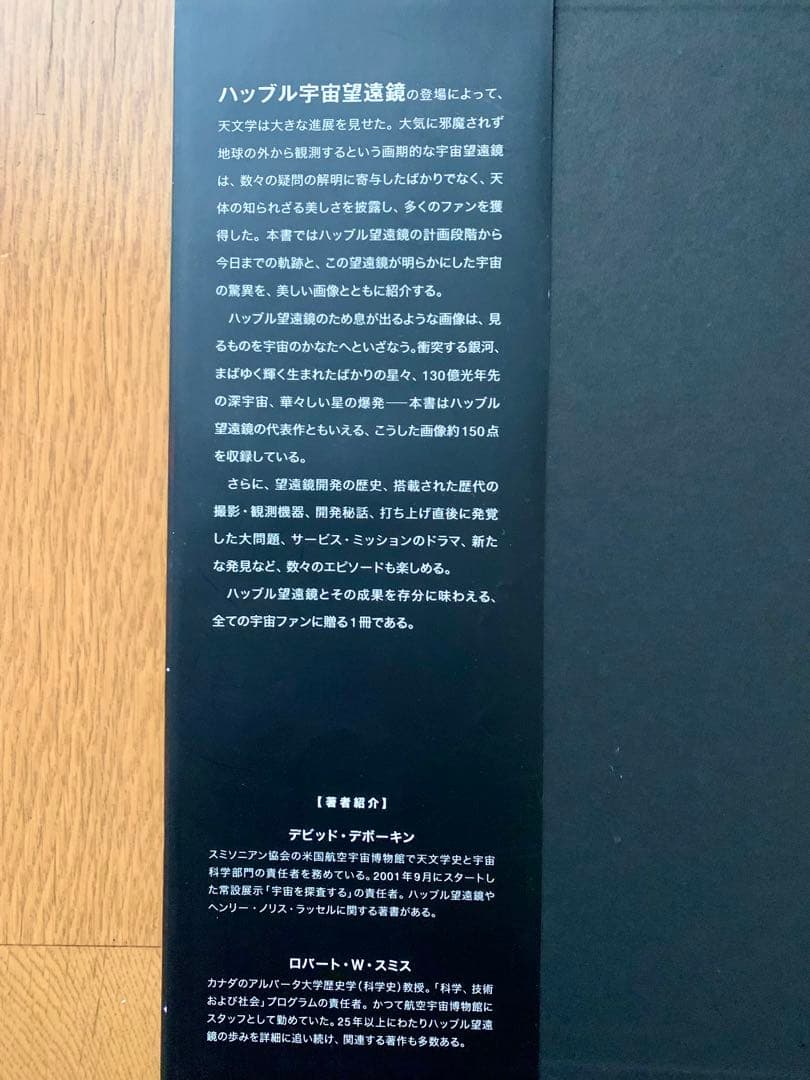 ハッブル宇宙望遠鏡の登場によって、
天文学は大きな進展を見せた。大気に邪魔されず
地球の外から観測するという画期的な宇宙望遠鏡
は、数々の疑問の解明に寄与したばかりでなく、天
体の知られざる美しさを披露し、多くのファンを獲
得した。本書ではハッブル望遠鏡の計画段階から
今日までの軌跡と、この望遠鏡が明らかにした宇宙
の驚異を、美しい画像とともに紹介する。
　ハッブル望遠鏡のため息が出るような画像は、見
るものを宇宙のかなたへといざなう。衝突する銀河、
まばゆく輝く生まれたばかりの星々、130億光年先
の深宇宙、華々しい星の爆発――本書はハッブル
望遠鏡の代表作ともいえる、こうした画像約150点
を収録している。
　さらに、望遠鏡開発の歴史、搭載された歴代の
撮影・観測機器、開発秘話、打ち上げ直後に発覚
した大問題、サービス・ミッションのドラマ、新た
な発見など、数々のエピソードも楽しめる。
　ハッブル望遠鏡とその成果を存分に味わえる、
全ての宇宙ファンに贈る1冊である。
【著者紹介】
デビッド・デボーキン
スミソニアン協会の米国航空宇宙博物館で天文学史と宇宙
科学部門の責任者を務めている。2001年9月にスタートし
た常設展示「宇宙を探査する」の責任者。ハッブル望遠鏡や
ヘンリー・ノリス・ラッセルに関する著書がある。
ロバート・W・スミス
カナダのアルバータ大学歴史学(科学史)教授。「科学、技術
および社会」プログラムの責任者。かつて航空宇宙博物館に
スタッフとして勤めていた。25年以上にわたりハッブル望遠
鏡の歩みを詳細に追い続け、関連する著作も多数ある。